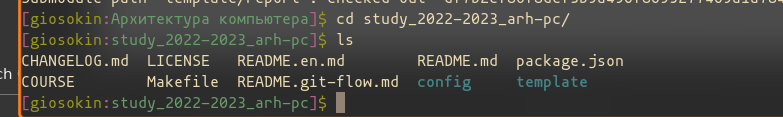 [giosokin:Архитектура компьютера]$ cd study_2022-2023_arh-pc/
[giosokin:study_2022-2023_arh-pc]$ ls
CHANGELOG.md LICENSE README.en.md README.md package.json
ch COURSE Makefile README.git-flow.md config template
[giosokin:study_2022-2023_arh-pc]$